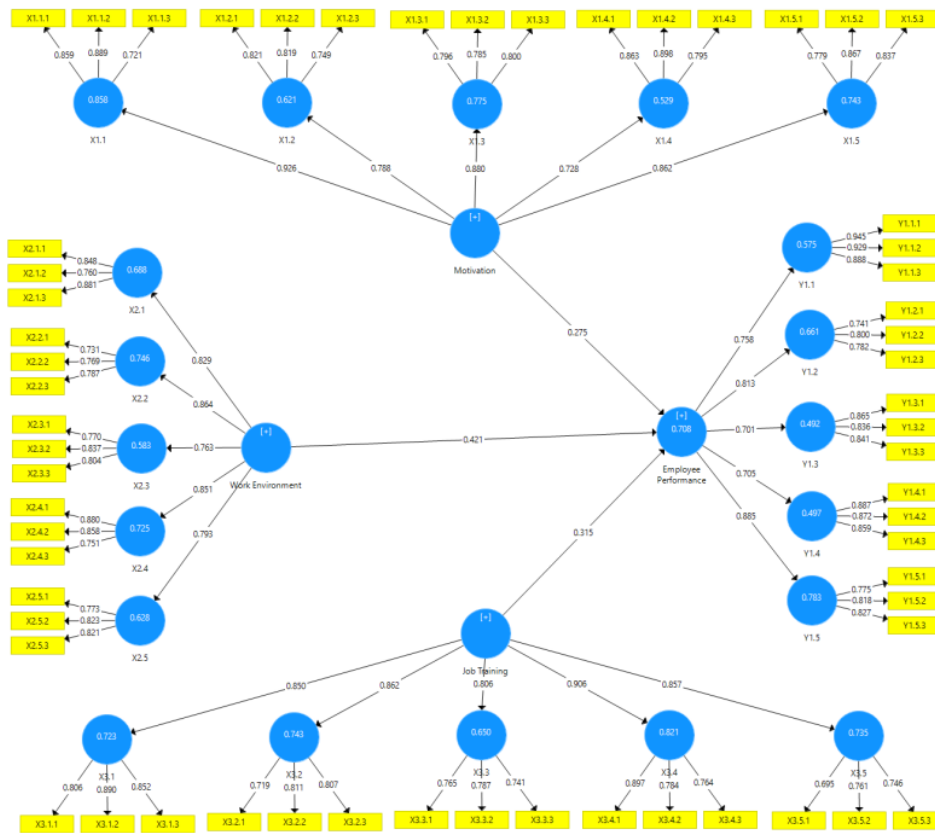 X1.1.1 X1.1.2 X1.1.3 X1.2.1 X1.2.2 X1.2.3 X1.3.1 X1.3.2 X1.3.3 X1.4.1 X1.4.2 X1.4.3 X1.5.1 X1.5.2 X1.5.3
0.859 0.889 0.721 0.821 0.819 0.749 0.796 0.785 0.800 0.863 0.898 0.795 0.779 0.867 0.837
0.858 0.621 0.775 0.529 0.743
X1.1 X1.2 X1.3 X1.4 X1.5
0.926 0.788 0.880 0.728 0.862
[+]
Motivation
0.275
X2.1.1
X2.1.2
X2.1.3
0.848
0.760
0.881
0.688
X2.1
0.829
X2.2.1
X2.2.2
X2.2.3
0.731
0.769
0.787
0.746
X2.2
0.864
X2.3.1
X2.3.2
X2.3.3
0.770
0.837
0.804
0.583
X2.3
0.763
X2.4.1
X2.4.2
X2.4.3
0.880
0.858
0.751
0.725
X2.4
0.851
X2.5.1
X2.5.2
X2.5.3
0.773
0.823
0.821
0.628
X2.5
0.793
[+]
Work Environment
0.421
[+]
0.708
Employee
Performance
0.758
0.575
Y1.1
0.945
0.929
0.888
Y1.1.1
Y1.1.2
Y1.1.3
0.813
0.661
Y1.2
0.741
0.800
0.782
Y1.2.1
Y1.2.2
Y1.2.3
0.701
0.492
Y1.3
0.865
0.836
0.841
Y1.3.1
Y1.3.2
Y1.3.3
0.705
0.497
Y1.4
0.887
0.872
0.859
Y1.4.1
Y1.4.2
Y1.4.3
0.885
0.783
Y1.5
0.775
0.818
0.827
Y1.5.1
Y1.5.2
Y1.5.3
0.315
[+]
Job Training
0.850 0.862 0.806 0.906 0.857
0.723 0.743 0.650 0.821 0.735
X3.1 X3.2 X3.3 X3.4 X3.5
0.806 0.890 0.852 0.719 0.811 0.807 0.765 0.787 0.741 0.897 0.784 0.764 0.695 0.761 0.746
X3.1.1 X3.1.2 X3.1.3 X3.2.1 X3.2.2 X3.2.3 X3.3.1 X3.3.2 X3.3.3 X3.4.1 X3.4.2 X3.4.3 X3.5.1 X3.5.2 X3.5.3